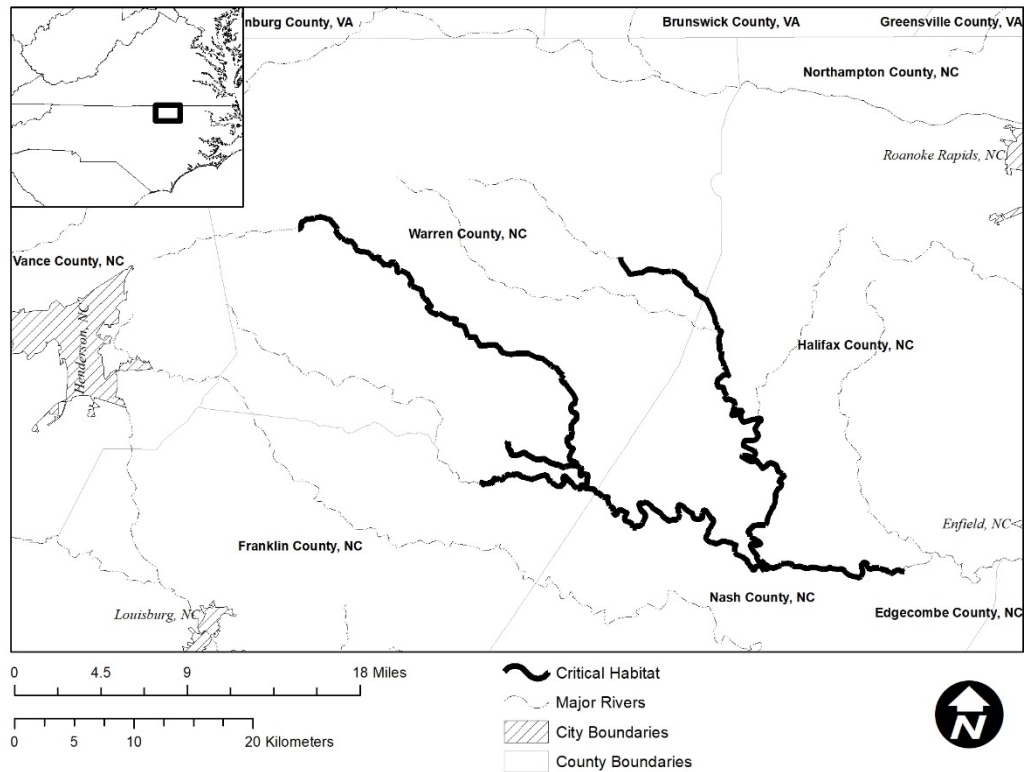 nburg County, VA
Brunswick County, VA
Greensville County, VA
Northampton County, NC
Roanoke Rapids, NC
Warren County, NC
Vance County, NC
Henderson, NC
Halifax County, NC
Enfield, NC
Franklin County, NC
Nash County, NC
Louisburg, NC
Edgecombe County, NC
0 4.5 9 18 Miles
0 5 10 20 Kilometers
Critical Habitat
Major Rivers
City Boundaries
County Boundaries
N